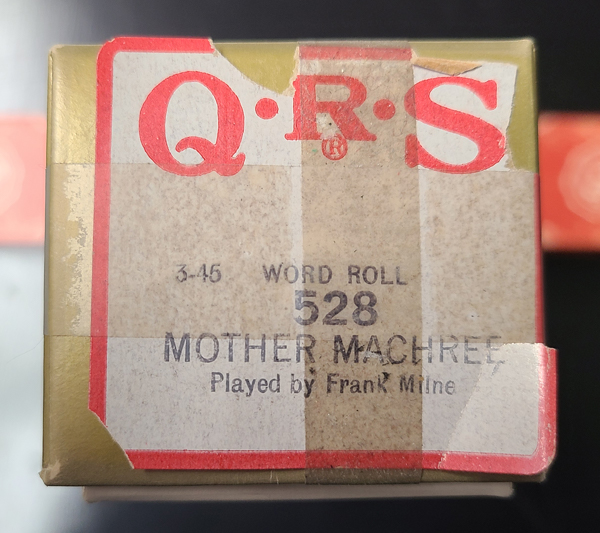 Q·R·S
®
3-45 WORD ROLL
528
MOTHER MACHREE
Played by Frank Milne